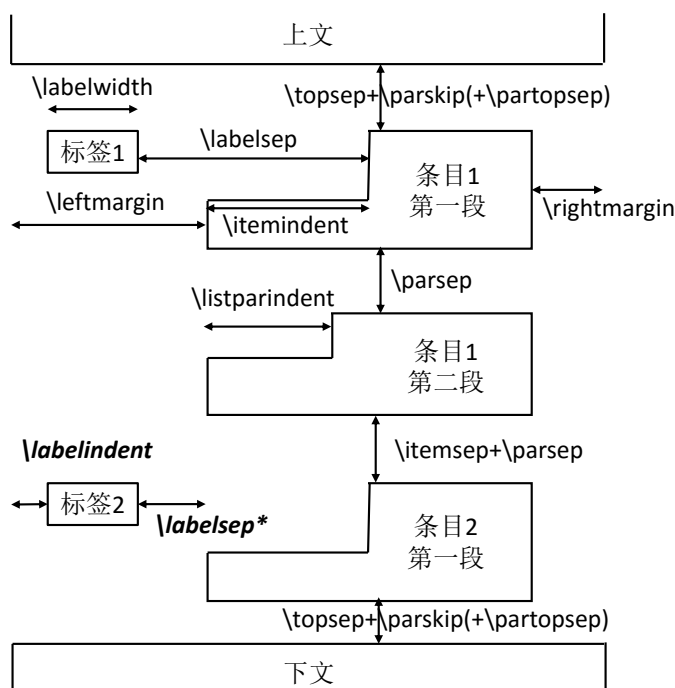 上文
\labelwidth
\topsep+\parskip(+\partopsep)
标签1
\labelsep
条目1
第一段
\leftmargin
\itemindent
\rightmargin
\parsep
\listparindent
条目1
第二段
\labelindent
\itemsep+\parsep
标签2
\labelsep*
条目2
第一段
\topsep+\parskip(+\partopsep)
下文